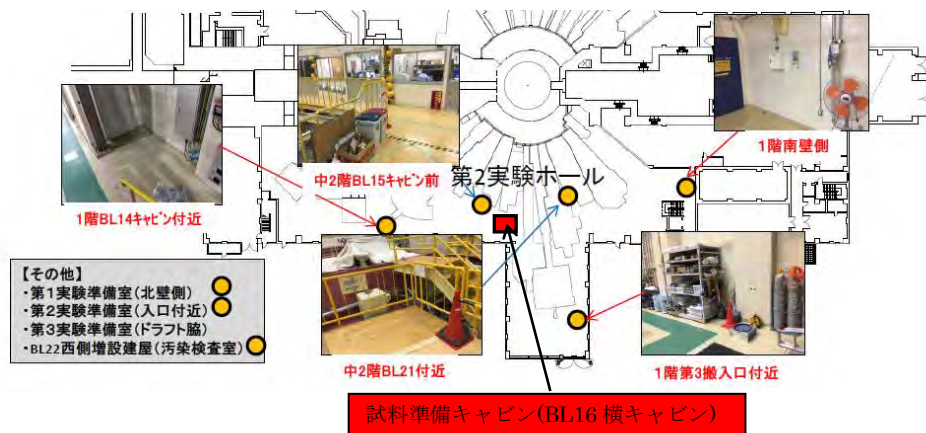 1階南壁側
中2階BL15キャビン前
第2実験ホール
1階BL14キャビン付近
【その他】
・第1実験準備室(北壁側)
・第2実験準備室(入口付近)
・第3実験準備室(ドラフト脇)
・BL22西側増設建屋(汚染検査室)
中2階BL21付近
1階第3搬入口付近
試料準備キャビン(BL16 横キャビン)